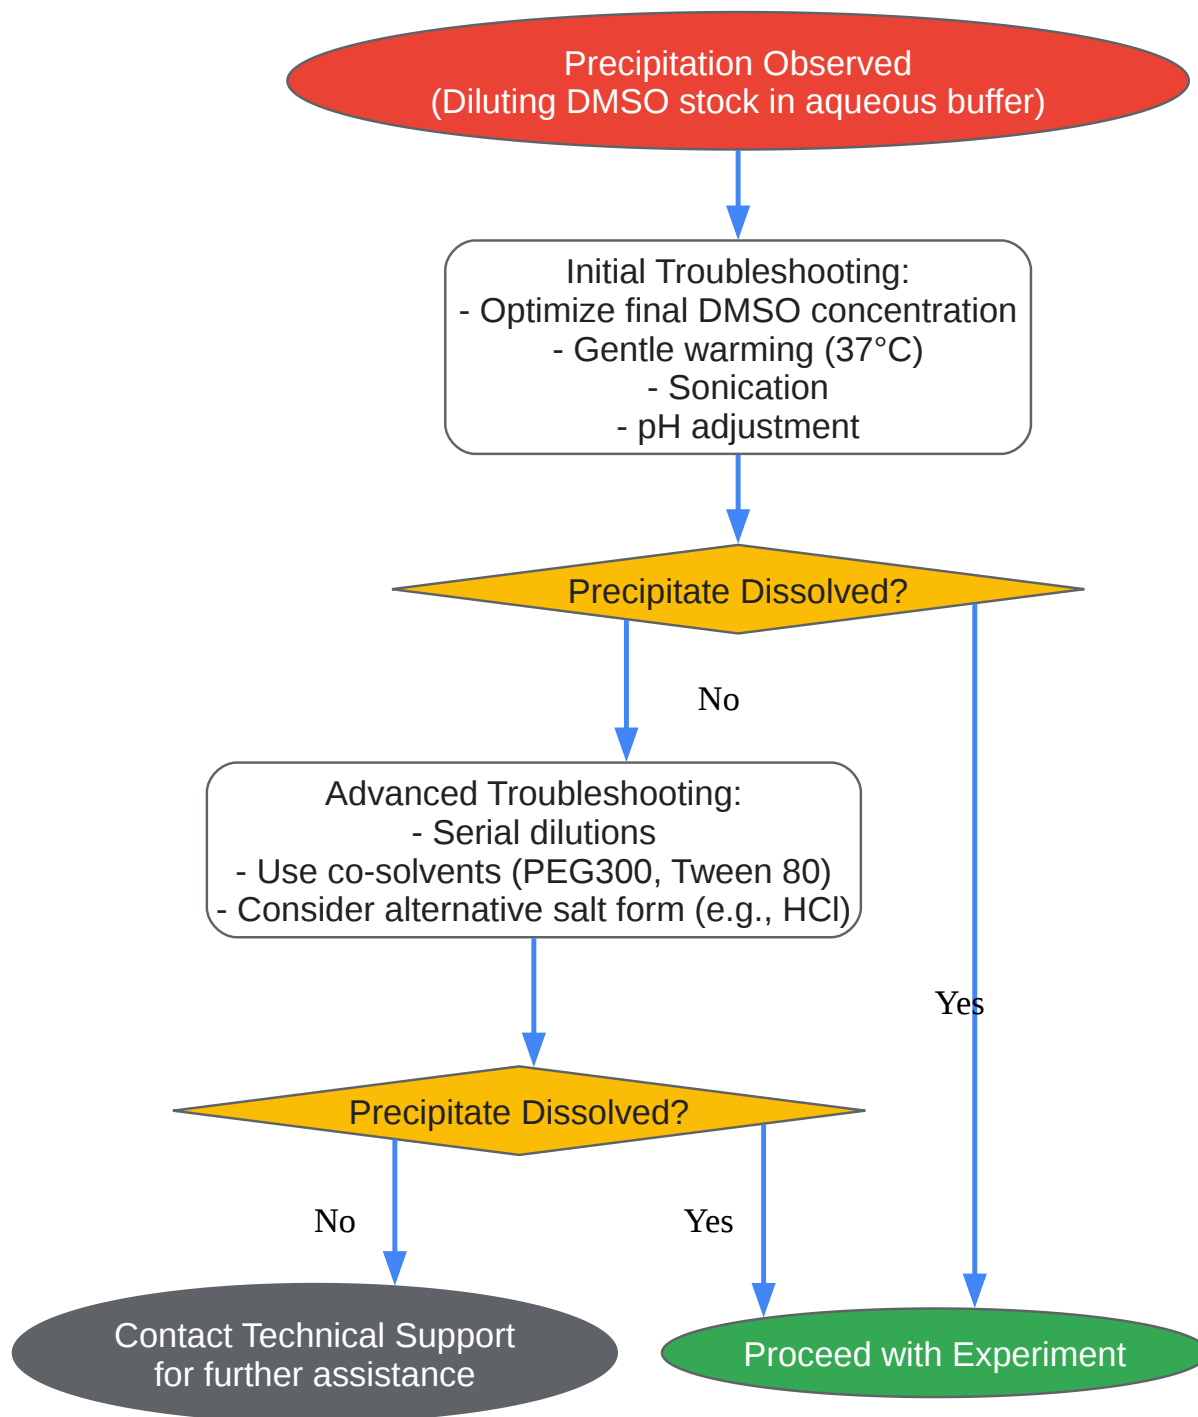 Precipitation Observed
(Diluting DMSO stock in aqueous buffer)
Initial Troubleshooting:
- Optimize final DMSO concentration
- Gentle warming (37°C)
- Sonication
- pH adjustment
Precipitate Dissolved?
No
Advanced Troubleshooting:
- Serial dilutions
- Use co-solvents (PEG300, Tween 80)
- Consider alternative salt form (e.g., HCl)
Yes
Precipitate Dissolved?
No
Yes
Contact Technical Support
for further assistance
Proceed with Experiment